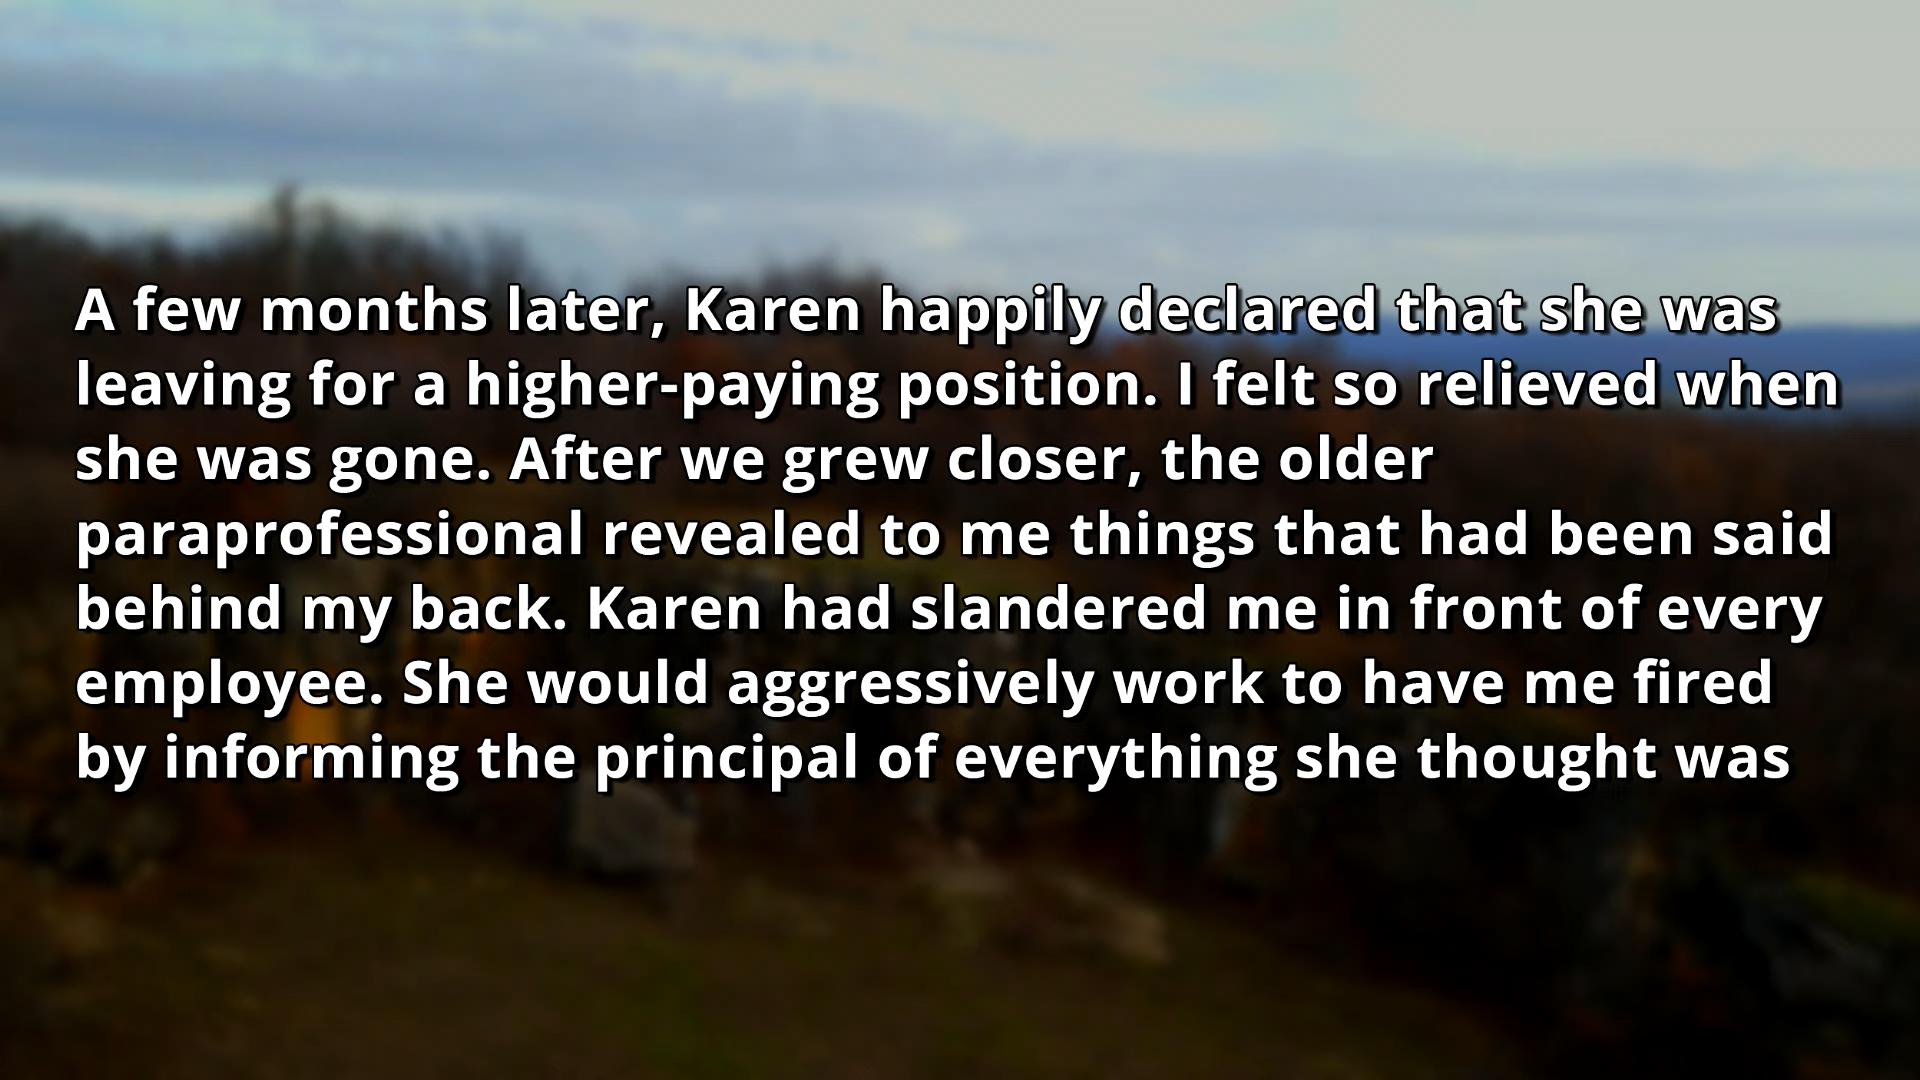 A few months later, Karen happily declared that she was
leaving for a higher-paying position. I felt so relieved when
she was gone. After we grew closer, the older
paraprofessional revealed to me things that had been said
behind my back. Karen had slandered me in front of every
employee. She would aggressively work to have me fired
by informing the principal of everything she thought was